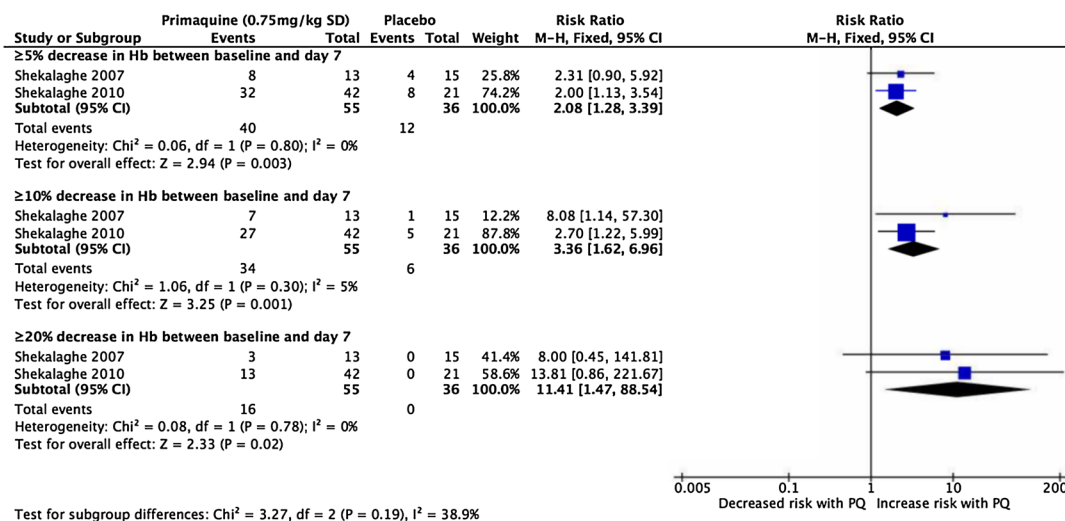 Primaquine (0.75mg/kg SD) Placebo Risk Ratio Risk Ratio
Study or Subgroup Events Total Events Total Weight M-H, Fixed, 95% CI M-H, Fixed, 95% CI
≥5% decrease in Hb between baseline and day 7
Shekalaghe 2007 8 13 4 15 25.8% 2.31 [0.90, 5.92]
Shekalaghe 2010 32 42 8 21 74.2% 2.00 [1.13, 3.54]
Subtotal (95% CI) 55 36 100.0% 2.08 [1.28, 3.39]
Total events 40 12
Heterogeneity: Chi² = 0.06, df = 1 (P = 0.80); I² = 0%
Test for overall effect: Z = 2.94 (P = 0.003)
≥10% decrease in Hb between baseline and day 7
Shekalaghe 2007 7 13 1 15 12.2% 8.08 [1.14, 57.30]
Shekalaghe 2010 27 42 5 21 87.8% 2.70 [1.22, 5.99]
Subtotal (95% CI) 55 36 100.0% 3.36 [1.62, 6.96]
Total events 34 6
Heterogeneity: Chi² = 1.06, df = 1 (P = 0.30); I² = 5%
Test for overall effect: Z = 3.25 (P = 0.001)
≥20% decrease in Hb between baseline and day 7
Shekalaghe 2007 3 13 0 15 41.4% 8.00 [0.45, 141.81]
Shekalaghe 2010 13 42 0 21 58.6% 13.81 [0.86, 221.67]
Subtotal (95% CI) 55 36 100.0% 11.41 [1.47, 88.54]
Total events 16 0
Heterogeneity: Chi² = 0.08, df = 1 (P = 0.78); I² = 0%
Test for overall effect: Z = 2.33 (P = 0.02)
0.005 0.1 1 10 200
Decreased risk with PQ Increase risk with PQ
Test for subgroup differences: Chi² = 3.27, df = 2 (P = 0.19), I² = 38.9%